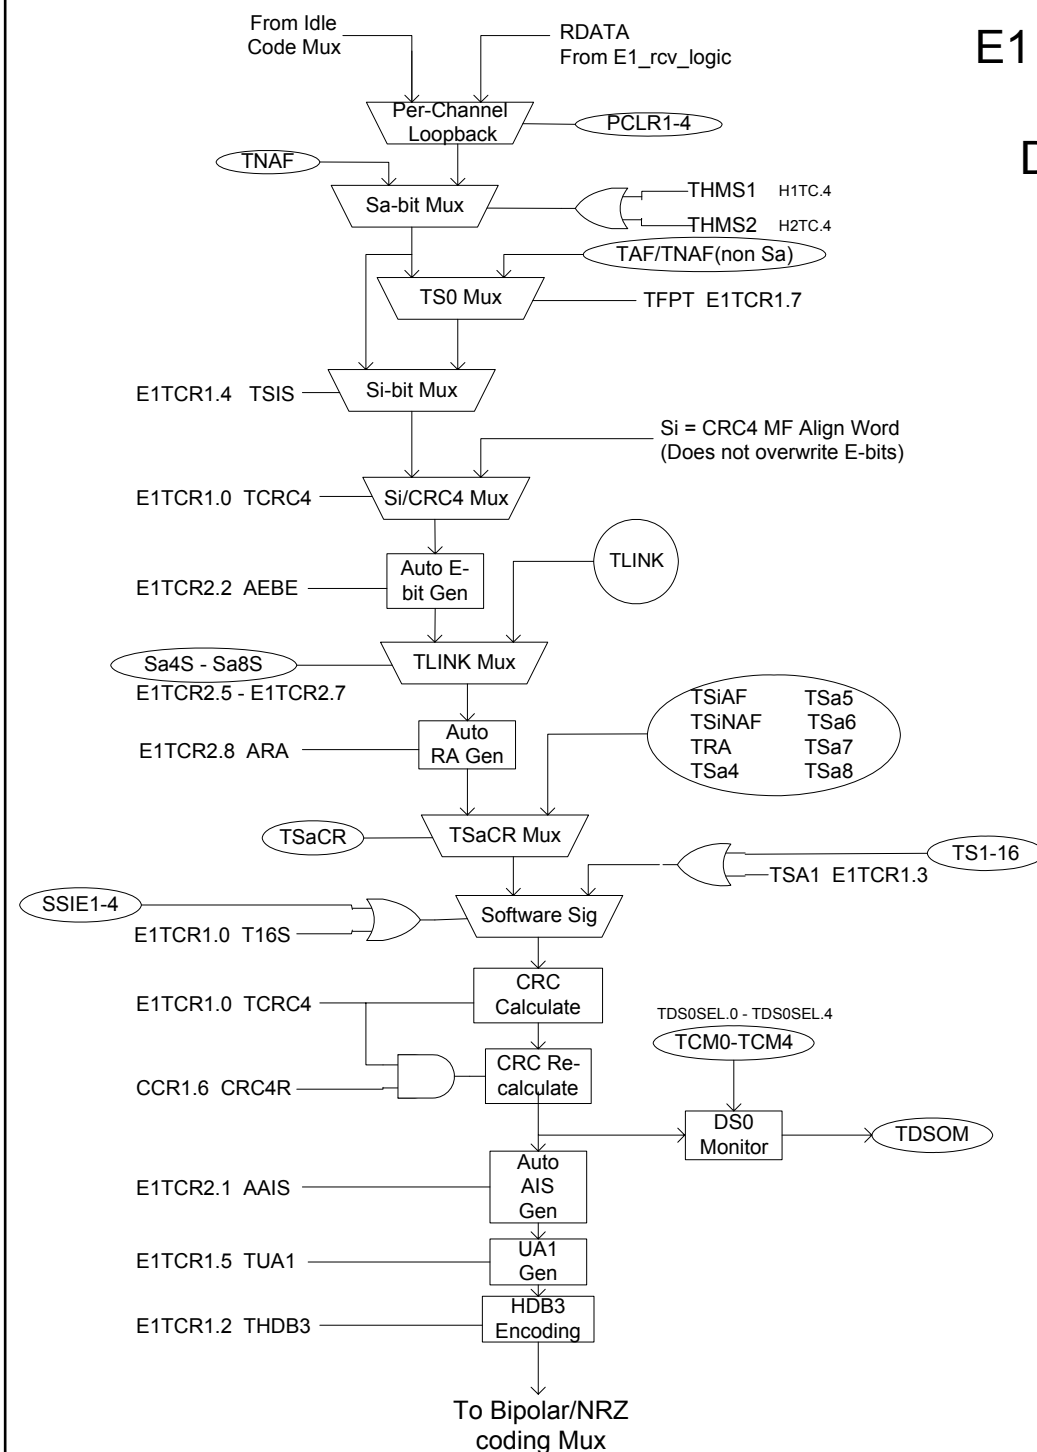 From Idle
Code Mux
RDATA
From E1_rcv_logic
E1
Per-Channel
Loopback
PCLR1-4
D
TNAF
Sa-bit Mux
THMS1 H1TC.4
THMS2 H2TC.4
TAF/TNAF(non Sa)
TS0 Mux
TFPT E1TCR1.7
E1TCR1.4 TSIS
Si-bit Mux
Si = CRC4 MF Align Word
(Does not overwrite E-bits)
E1TCR1.0 TCRC4
Si/CRC4 Mux
Auto E-
bit Gen
TLINK
E1TCR2.2 AEBE
Sa4S - Sa8S
TLINK Mux
E1TCR2.5 - E1TCR2.7
TSiAF TSa5
TSiNAF TSa6
TRA TSa7
TSa4 TSa8
E1TCR2.8 ARA
Auto
RA Gen
TSaCR
TSaCR Mux
TS1-16
TSA1 E1TCR1.3
SSIE1-4
Software Sig
E1TCR1.0 T16S
CRC
Calculate
E1TCR1.0 TCRC4
TDS0SEL.0 - TDS0SEL.4
TCM0-TCM4
CRC Re-
calculate
CCR1.6 CRC4R
DS0
Monitor
TDSOM
Auto
AIS
Gen
E1TCR2.1 AAIS
UA1
Gen
E1TCR1.5 TUA1
HDB3
Encoding
E1TCR1.2 THDB3
To Bipolar/NRZ
coding Mux